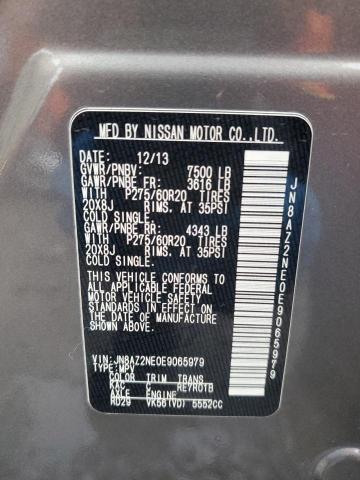 MFD BY NISSAN MOTOR CO.,LTD.
DATE: 12/13
GVWR/PNBV: 7500 LB
GAWR/PNBE FR: 3616 LB
WITH P275/60R20 TIRES
20X8J RIMS. AT 35PSI
COLD SINGLE.
GAWR/PNBE RR: 4343 LB
WITH P275/60R20 TIRES
20X8J RIMS. AT 35PSI
COLD SINGLE.
THIS VEHICLE CONFORMS TO
ALL APPLICABLE FEDERAL
MOTOR VEHICLE SAFETY
STANDARDS IN EFFECT ON
THE DATE OF MANUFACTURE
SHOWN ABOVE.
VIN: JN8AZ2NE0E9065979
TYPE: MPV
COLOR TRIM TRANS
KAC C RE7R01B
AXLE ENGINE
RD29 VK56(VD) 5552CC
JN8AZ2NE0E9065979